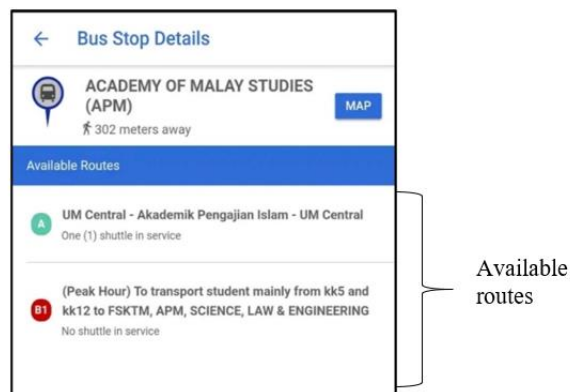 Bus Stop Details
ACADEMY OF MALAY STUDIES
(APM)
302 meters away
MAP
Available Routes
A
UM Central - Akademik Pengajian Islam - UM Central
One (1) shuttle in service
B1
(Peak Hour) To transport student mainly from kk5 and
kk12 to FSKTM, APM, SCIENCE, LAW & ENGINEERING
No shuttle in service
Available
routes